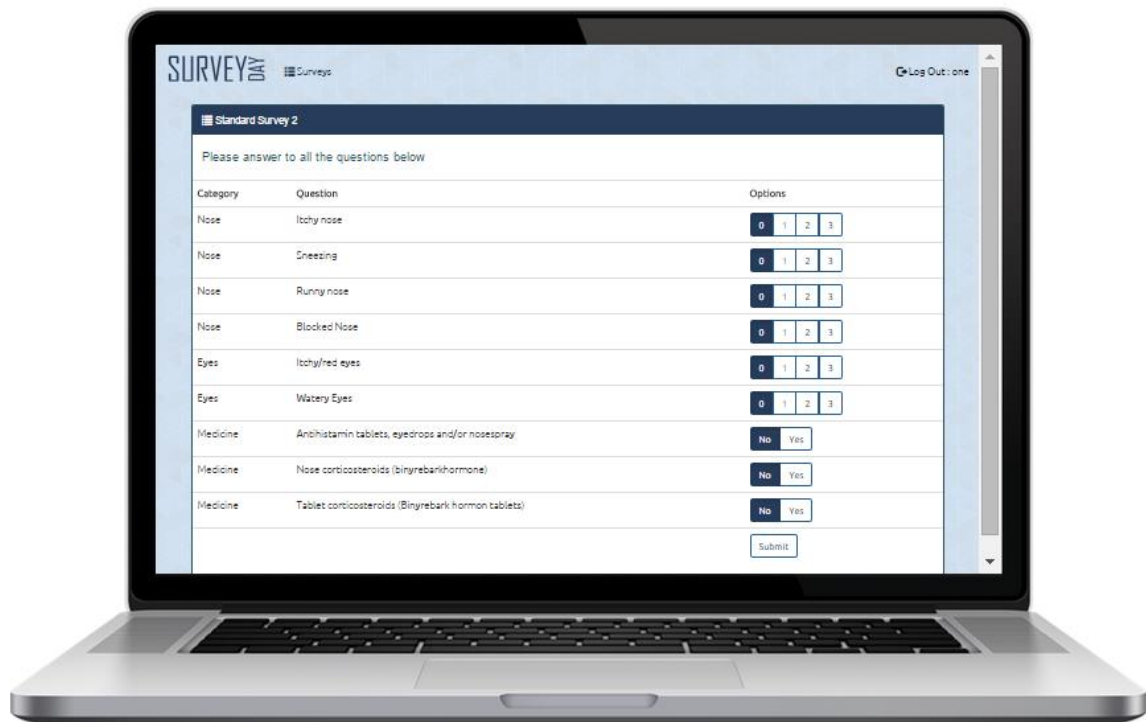 SURVEY DAY Surveys Log Out : one
Standard Survey 2
Please answer to all the questions below
Category Question Options
Nose Itchy nose 0 1 2 3
Nose Sneezing 0 1 2 3
Nose Runny nose 0 1 2 3
Nose Blocked Nose 0 1 2 3
Eyes Itchy/red eyes 0 1 2 3
Eyes Watery Eyes 0 1 2 3
Medicine Antihistamin tablets, eyedrops and/or nosespray No Yes
Medicine Nose corticosteroids (binyrebarkhormone) No Yes
Medicine Tablet corticosteroids (Binyrebark hormon tablets) No Yes
Submit